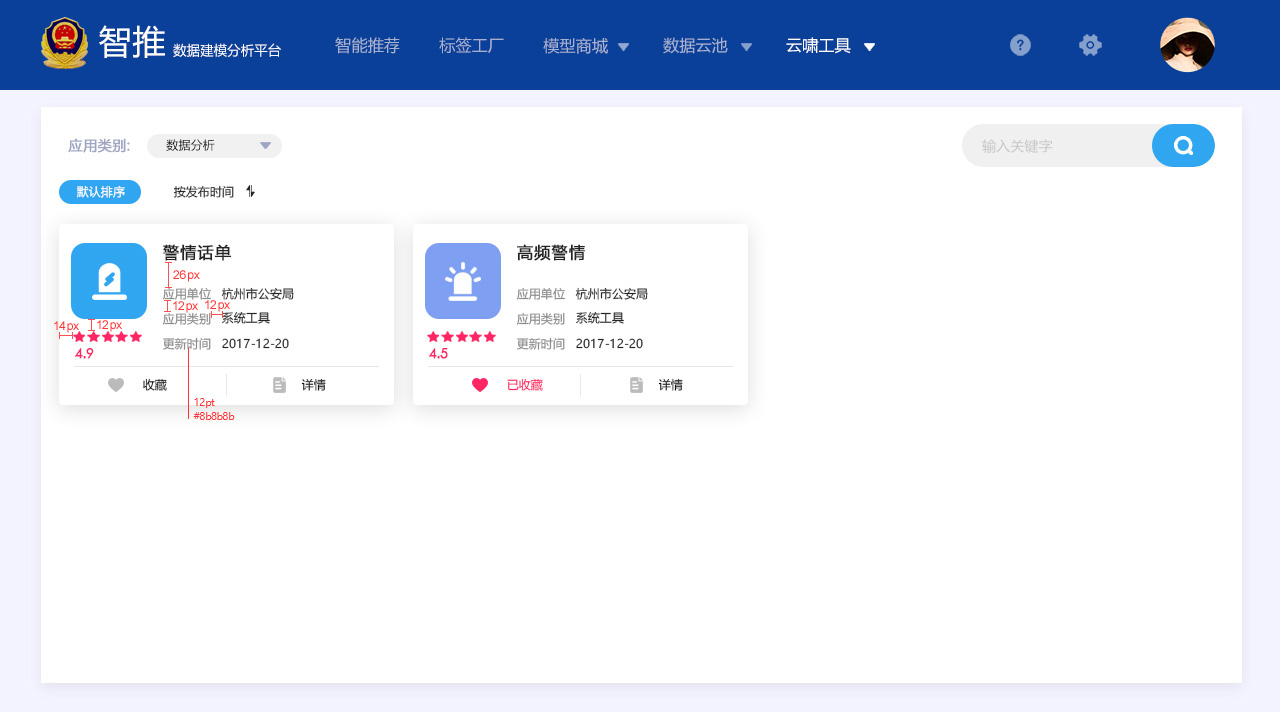 智推 数据建模分析平台 智能推荐 标签工厂 模型商城 数据云池 云啸工具
应用类别: 数据分析 输入关键字
默认排序 按发布时间
警情话单
26px
应用单位 杭州市公安局
12px 12px
应用类别 系统工具
14px 12px
更新时间 2017-12-20
4.9
收藏 详情
12pt
#8b8b8b
高频警情
应用单位 杭州市公安局
应用类别 系统工具
更新时间 2017-12-20
4.5
已收藏 详情